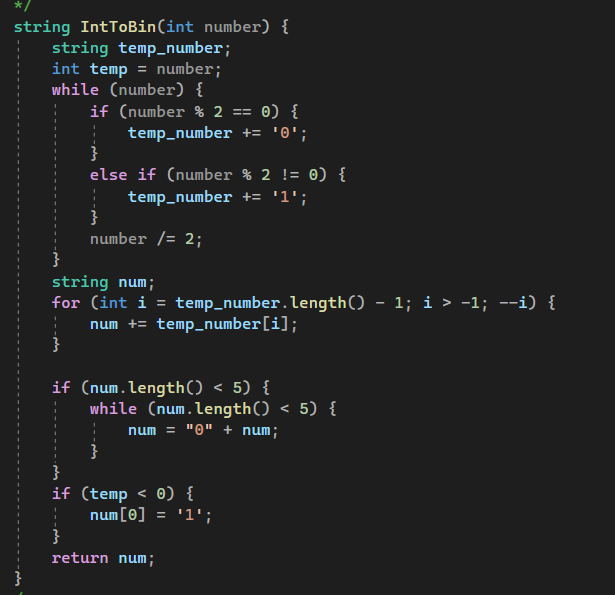 */
string IntToBin(int number) {
    string temp_number;
    int temp = number;
    while (number) {
        if (number % 2 == 0) {
            temp_number += '0';
        }
        else if (number % 2 != 0) {
            temp_number += '1';
        }
        number /= 2;
    }
    string num;
    for (int i = temp_number.length() - 1; i > -1; --i) {
        num += temp_number[i];
    }

    if (num.length() < 5) {
        while (num.length() < 5) {
            num = "0" + num;
        }
    }
    if (temp < 0) {
        num[0] = '1';
    }
    return num;
}